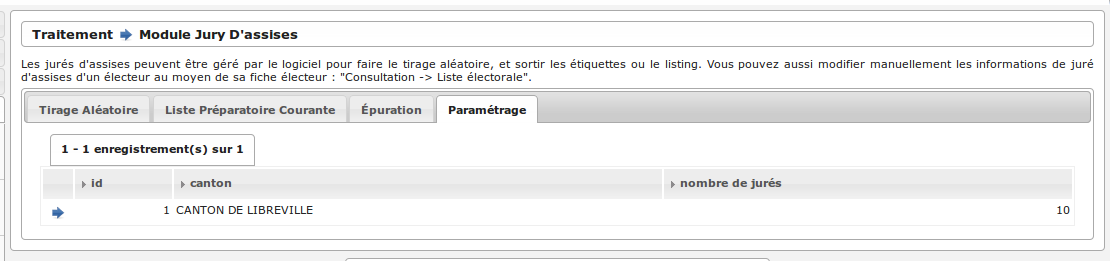 Traitement Module Jury D'assises
Les jurés d'assises peuvent être géré par le logiciel pour faire le tirage aléatoire, et sortir les étiquettes ou le listing. Vous pouvez aussi modifier manuellement les informations de juré
d'assises d'un électeur au moyen de sa fiche électeur : "Consultation -> Liste électorale".
Tirage Aléatoire Liste Préparatoire Courante Épuration Paramétrage
1 - 1 enregistrement(s) sur 1
id canton nombre de jurés
1 CANTON DE LIBREVILLE 10